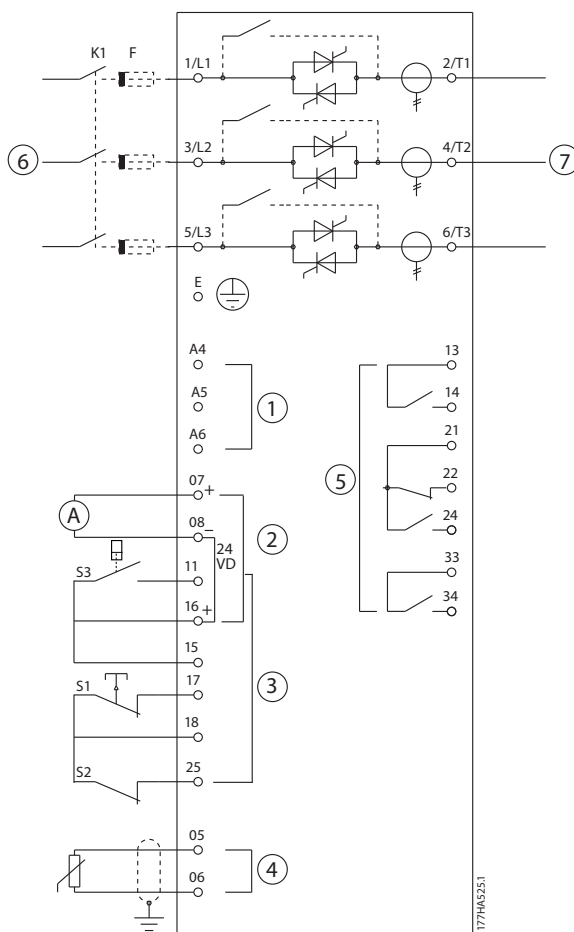 K1 F 1/L1 2/T1
6 3/L2 4/T2 7
5/L3 6/T3
E
A4 13
A5 1 14
A6 21
5 22
07 +
A 08 – 2 24
24
VD
S3 11 33
16 + 34
15
3
S1 17
18
S2 25
05
4
06
177HA525.1